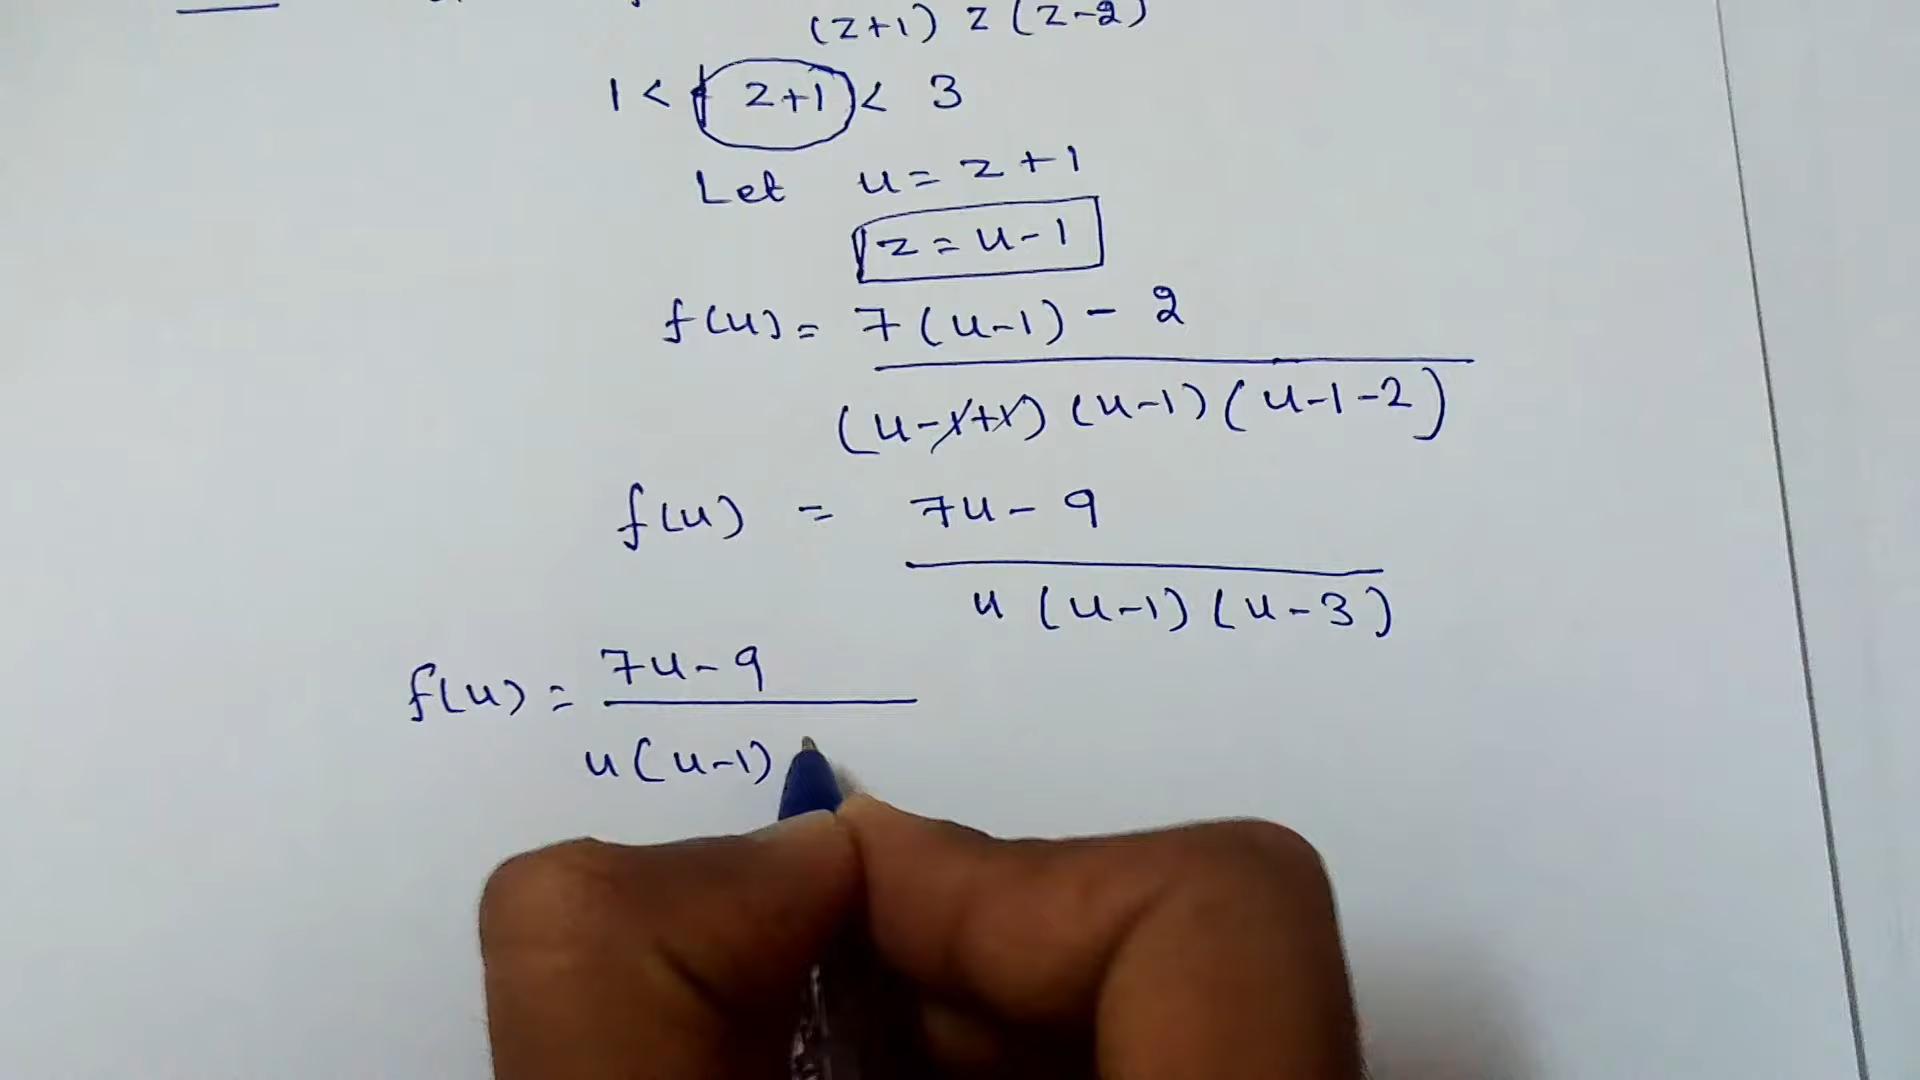 (z+1) z (z-2)
1 < | z+1 | < 3
Let u = z+1
z = u-1
f(u) = 7(u-1) - 2
(u-1+1) (u-1) (u-1-2)
f(u) = 7u - 9
u (u-1) (u-3)
f(u) = 7u - 9
u (u-1)